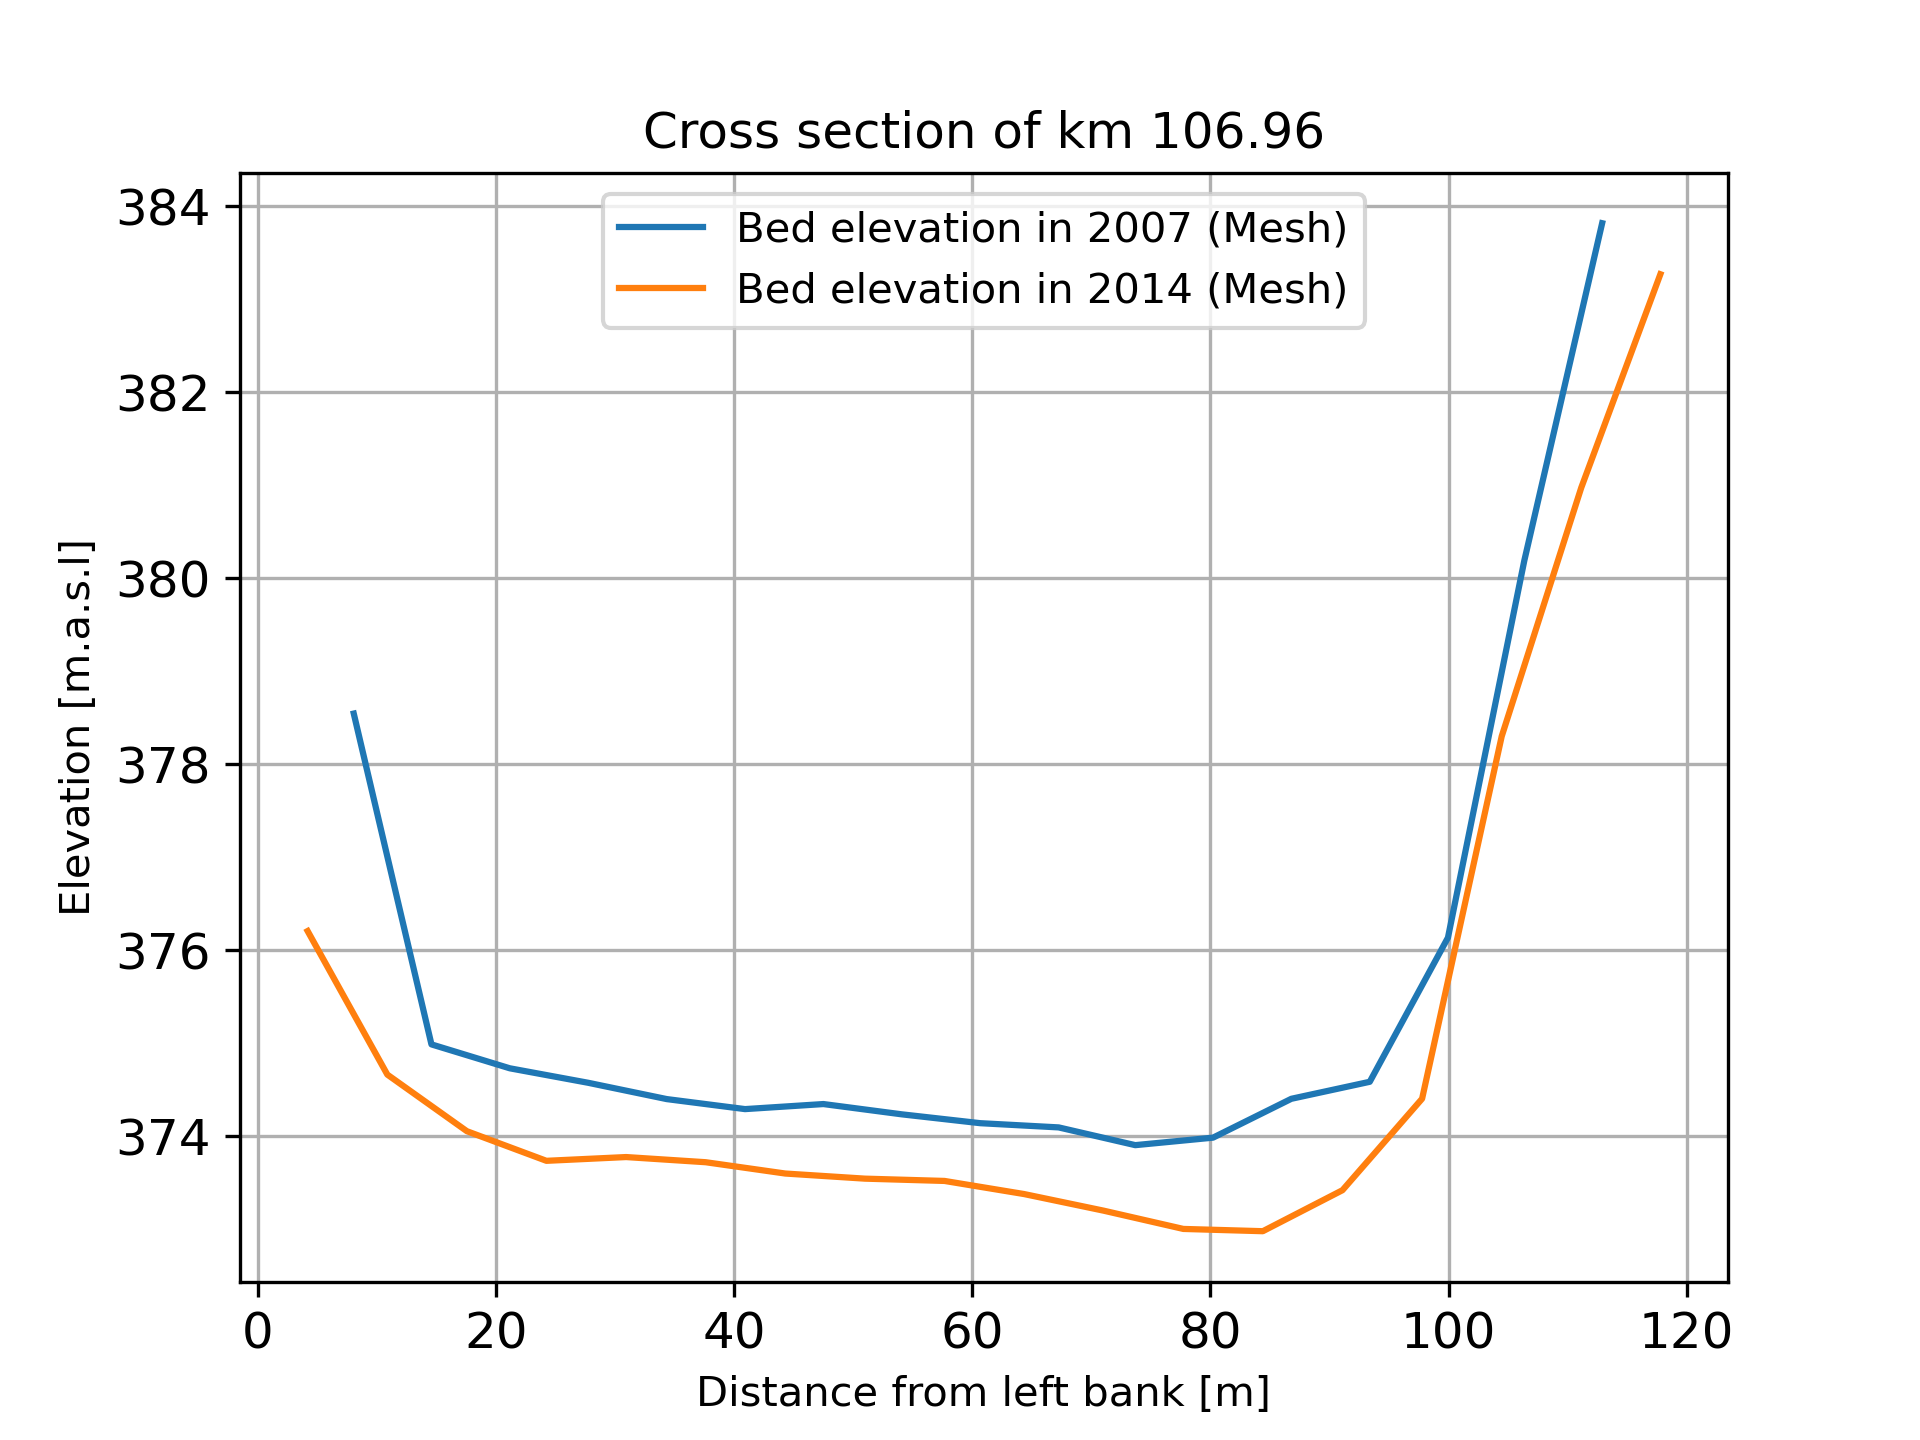 Cross section of km 106.96
Bed elevation in 2007 (Mesh)
Bed elevation in 2014 (Mesh)
Elevation [m.a.s.l]
384
382
380
378
376
374
0 20 40 60 80 100 120
Distance from left bank [m]